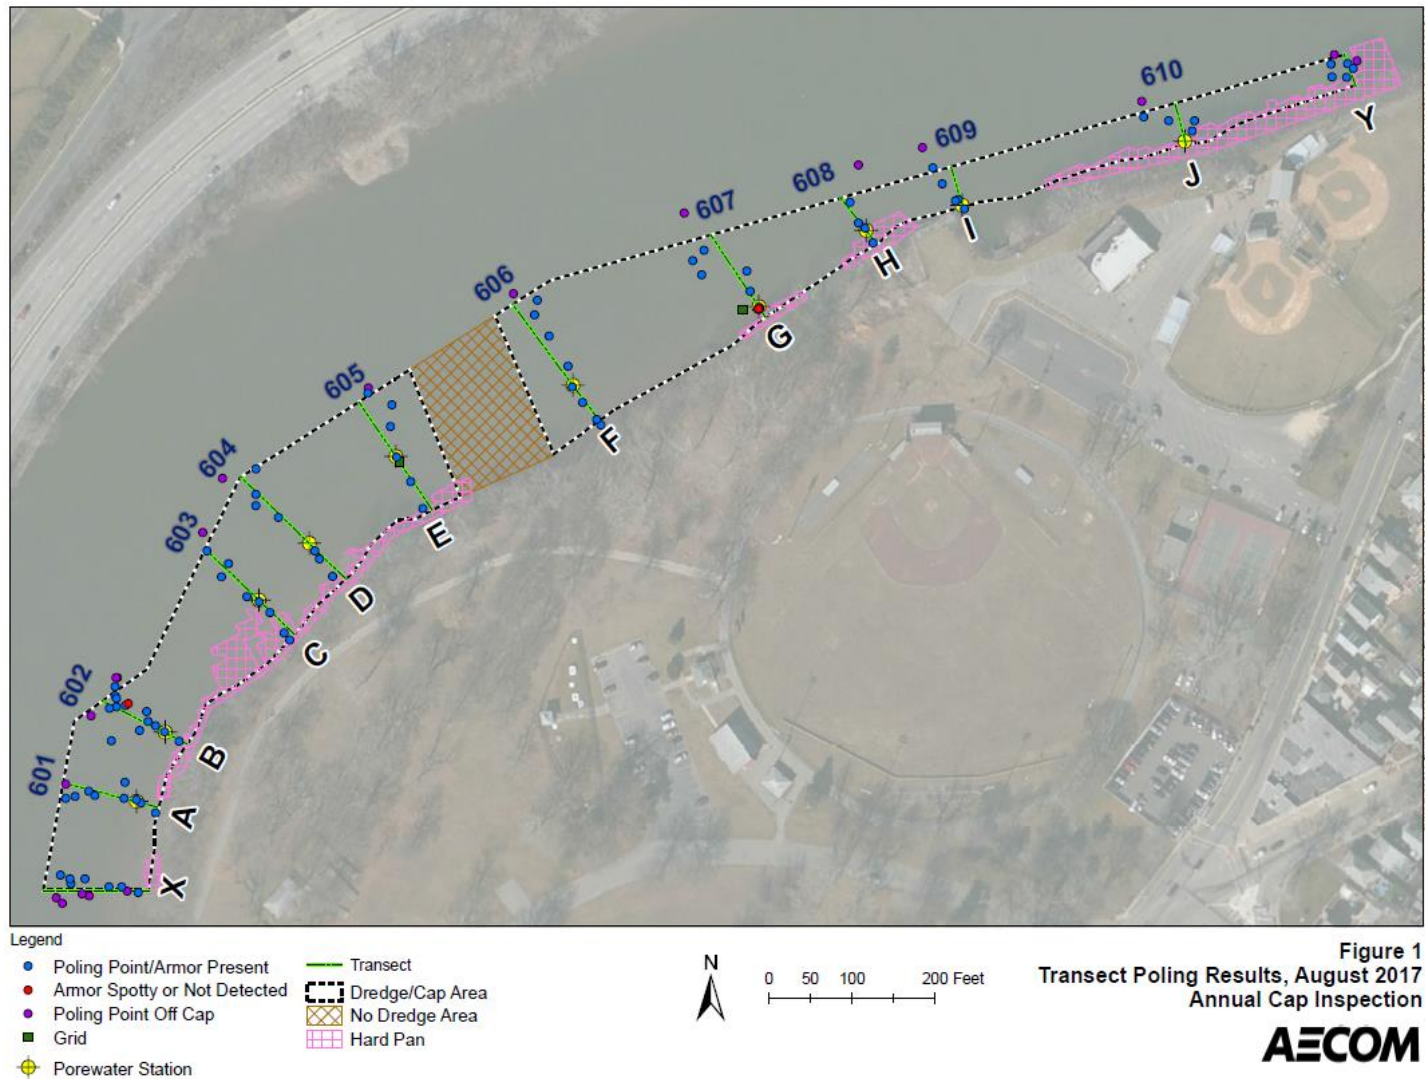 610
609
Y
608
J
607
I
H
606
G
605
F
604
E
603
D
C
602
B
601
A
X
Legend
Poling Point/Armor Present
Armor Spotty or Not Detected
Poling Point Off Cap
Grid
Porewater Station
Transect
Dredge/Cap Area
No Dredge Area
Hard Pan
N
0 50 100 200 Feet
Figure 1
Transect Poling Results, August 2017
Annual Cap Inspection
AECOM